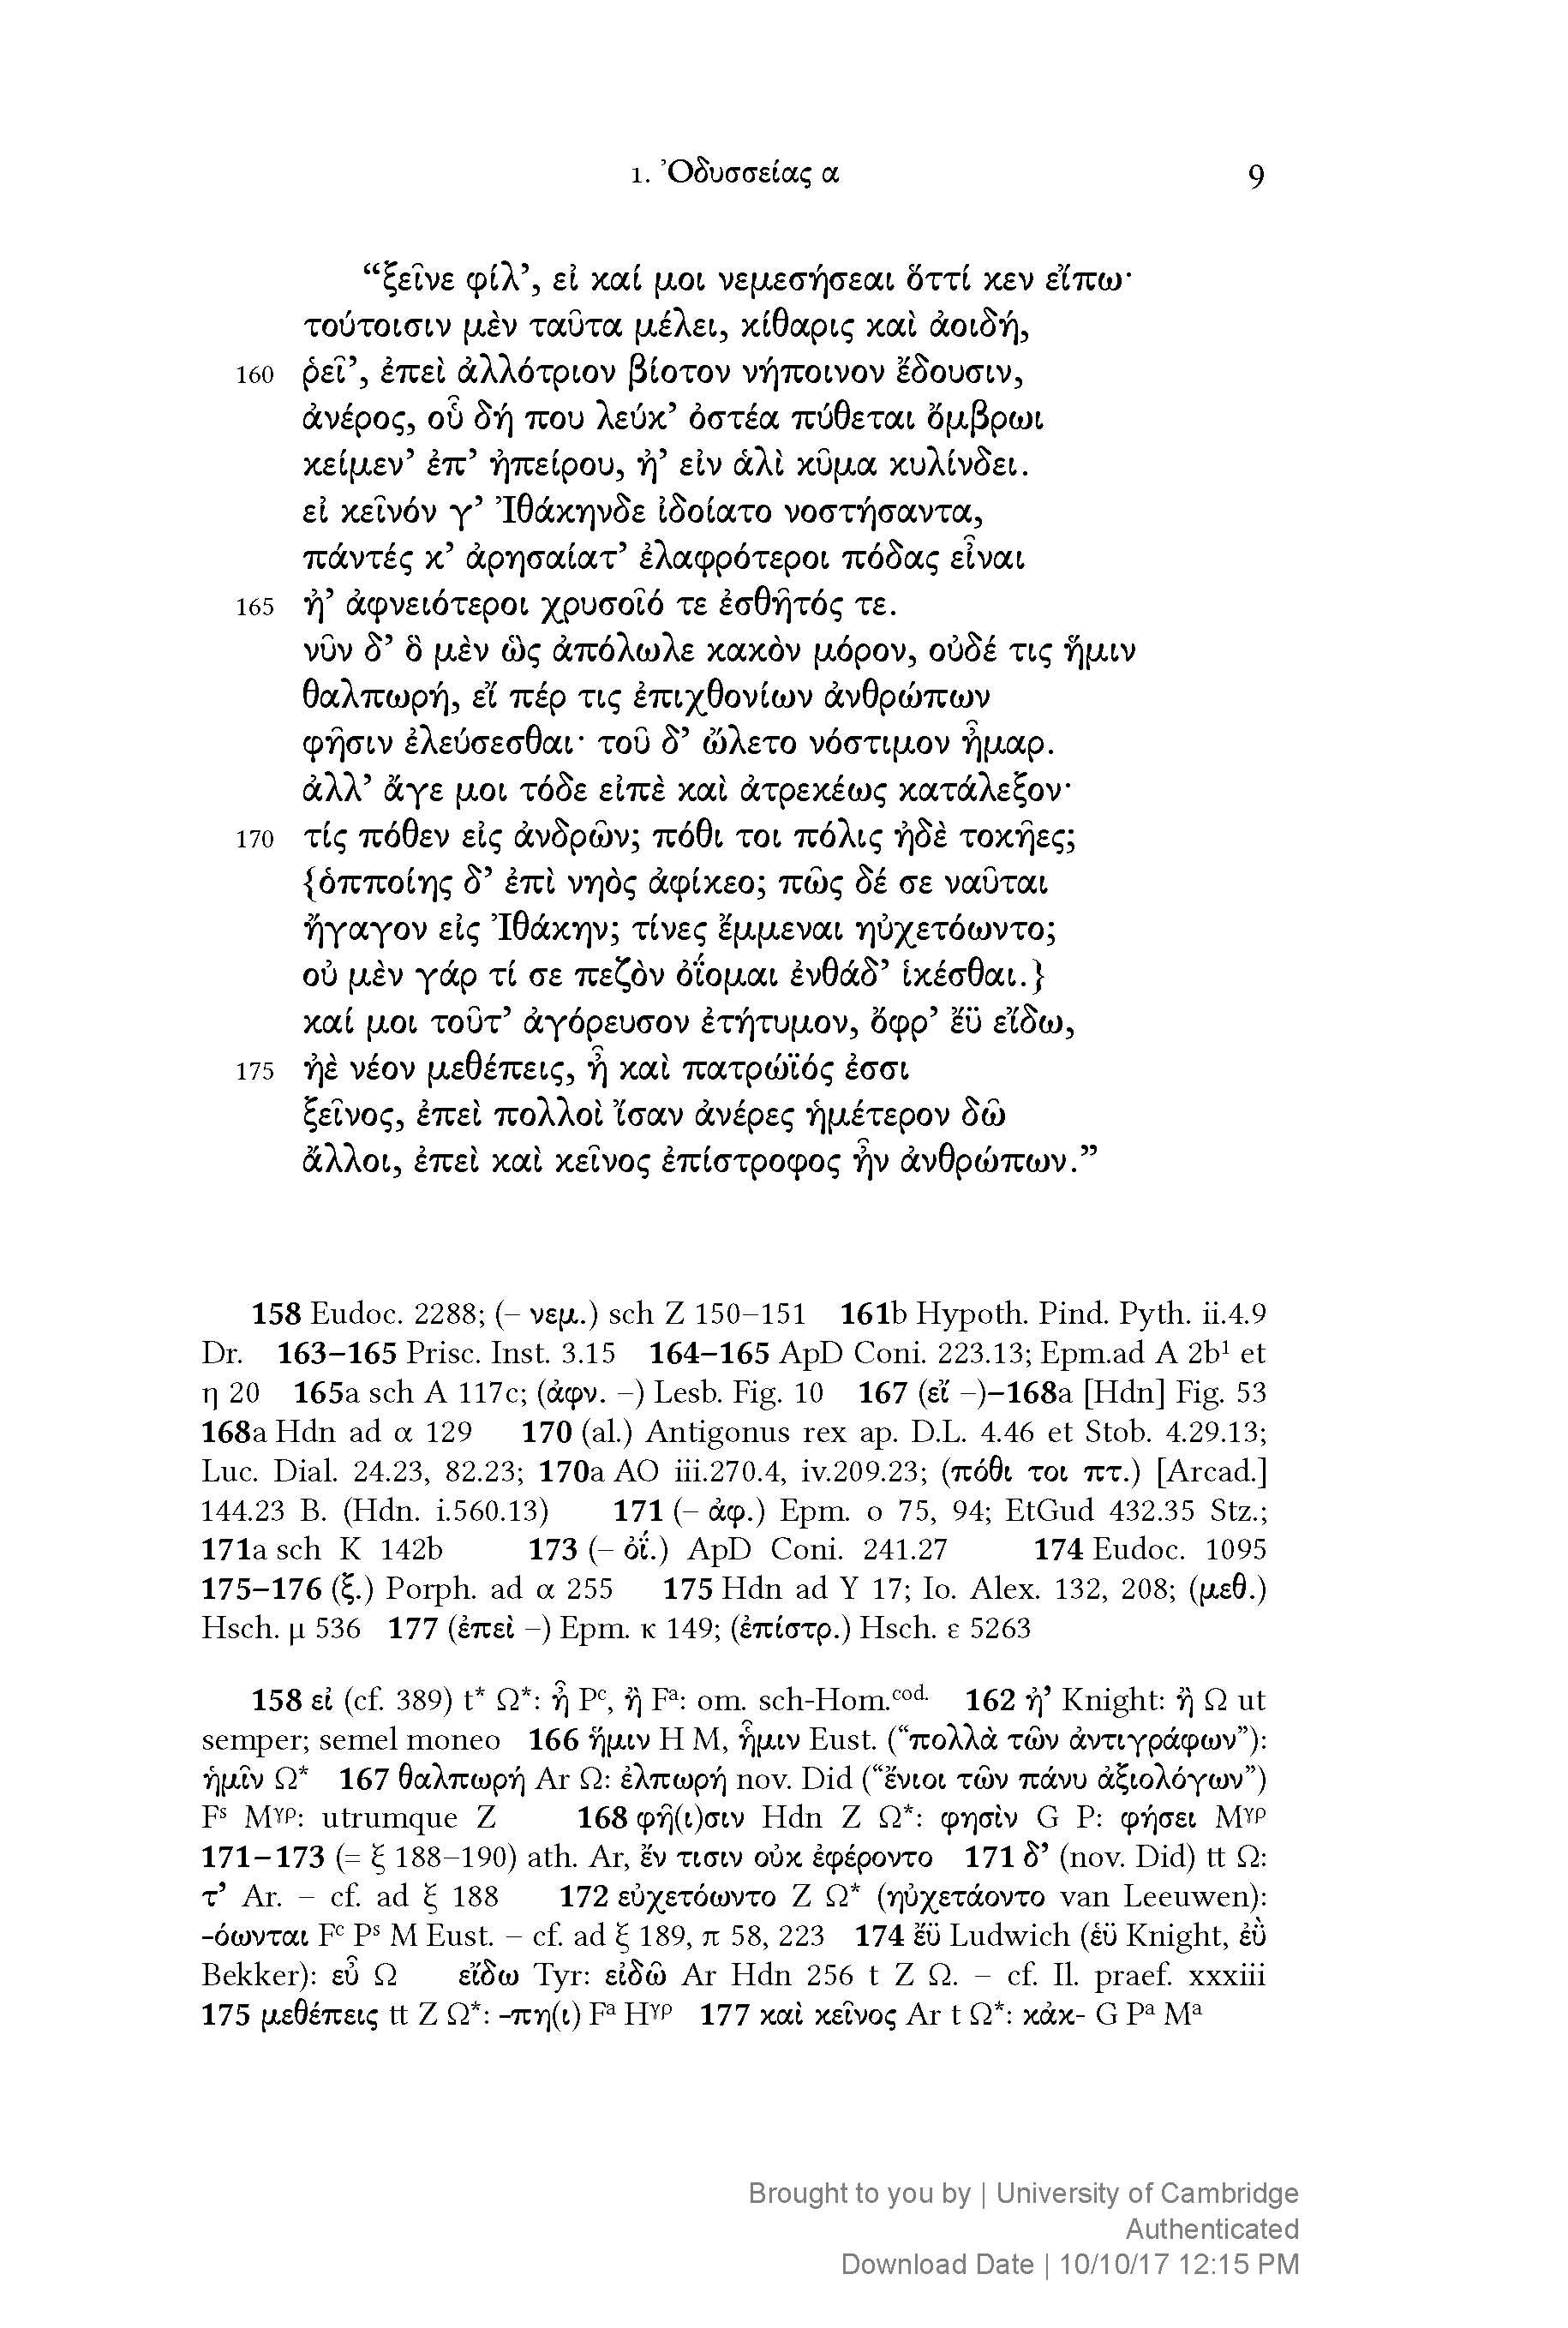 1. Ὀδυσσείας α 9
“ξεῖνε φίλ’, εἰ καί μοι νεμεσήσεαι ὅττί κεν εἴπω·
τούτοισιν μὲν ταῦτα μέλει, κίθαρις καὶ ἀοιδή,
160 ῥεῖ’, ἐπεὶ ἀλλότριον βίοτον νήποινον ἔδουσιν,
ἀνέρος, οὗ δή που λεύκ’ ὀστέα πύθεται ὄμβρωι
κείμεν’ ἐπ’ ἠπείρου, ἠ’ εἰν ἁλὶ κῦμα κυλίνδει.
εἰ κεῖνόν γ’ Ἰθάκηνδε ἰδοίατο νοστήσαντα,
πάντές κ’ ἀρησαίατ’ ἐλαφρότεροι πόδας εἶναι
165 ἠ’ ἀφνειότεροι χρυσοῖό τε ἐσθῆτός τε.
νῦν δ’ ὃ μὲν ὣς ἀπόλωλε κακὸν μόρον, οὐδέ τις ἥμιν
θαλπωρή, εἴ πέρ τις ἐπιχθονίων ἀνθρώπων
φῆσιν ἐλεύσεσθαι· τοῦ δ’ ὤλετο νόστιμον ἦμαρ.
ἀλλ’ ἄγε μοι τόδε εἰπὲ καὶ ἀτρεκέως κατάλεξον·
170 τίς πόθεν εἰς ἀνδρῶν; πόθι τοι πόλις ἠδὲ τοκῆες;
{ὁπποίης δ’ ἐπὶ νηὸς ἀφίκεο; πῶς δέ σε ναῦται
ἤγαγον εἰς Ἰθάκην; τίνες ἔμμεναι ηὐχετόωντο;
οὐ μὲν γάρ τί σε πεζὸν ὀΐομαι ἐνθάδ’ ἱκέσθαι.}
καί μοι τοῦτ’ ἀγόρευσον ἐτήτυμον, ὄφρ’ ἔϋ εἴδω,
175 ἠὲ νέον μεθέπεις, ἦ καὶ πατρώϊός ἐσσι
ξεῖνος, ἐπεὶ πολλοὶ ἴσαν ἀνέρες ἡμέτερον δῶ
ἄλλοι, ἐπεὶ καὶ κεῖνος ἐπίστροφος ἦν ἀνθρώπων.”
158 Eudoc. 2288; (– νεμ.) sch Z 150–151 161b Hypoth. Pind. Pyth. ii.4.9
Dr. 163–165 Prisc. Inst. 3.15 164–165 ApD Coni. 223.13; Epm.ad A 2b¹ et
η 20 165a sch A 117c; (ἀφν. –) Lesb. Fig. 10 167 (εἴ –)–168a [Hdn] Fig. 53
168a Hdn ad α 129 170 (al.) Antigonus rex ap. D.L. 4.46 et Stob. 4.29.13;
Luc. Dial. 24.23, 82.23; 170a AO iii.270.4, iv.209.23; (πόθι τοι πτ.) [Arcad.]
144.23 B. (Hdn. i.560.13) 171 (– ἀφ.) Epm. o 75, 94; EtGud 432.35 Stz.;
171a sch K 142b 173 (– ὀΐ.) ApD Coni. 241.27 174 Eudoc. 1095
175–176 (ξ.) Porph. ad α 255 175 Hdn ad Υ 17; Io. Alex. 132, 208; (μεθ.)
Hsch. μ 536 177 (ἐπεὶ –) Epm. κ 149; (ἐπίστρ.) Hsch. ε 5263
158 εἰ (cf. 389) t* Ω*: ἦ Pᶜ, ἢ Fᵃ: om. sch-Hom.ᶜᵒᵈ· 162 ἠ’ Knight: ἢ Ω ut
semper; semel moneo 166 ἥμιν H M, ἧμιν Eust. (“πολλὰ τῶν ἀντιγράφων”):
ἡμῖν Ω* 167 θαλπωρή Ar Ω: ἐλπωρή nov. Did (“ἔνιοι τῶν πάνυ ἀξιολόγων”)
Fˢ Mᵞᵖ: utrumque Z 168 φῆ(ι)σιν Hdn Z Ω*: φησὶν G P: φήσει Mᵞᵖ
171–173 (= ξ 188–190) ath. Ar, ἔν τισιν οὐκ ἐφέροντο 171 δ’ (nov. Did) tt Ω:
τ’ Ar. – cf. ad ξ 188 172 εὐχετόωντο Z Ω* (ηὐχετάοντο van Leeuwen):
-όωνται Fᶜ Pˢ M Eust. – cf. ad ξ 189, π 58, 223 174 ἔϋ Ludwich (ἐΰ Knight, ἐῢ
Bekker): εὖ Ω εἴδω Tyr: εἰδῶ Ar Hdn 256 t Z Ω. – cf. Il. praef. xxxiii
175 μεθέπεις tt Z Ω*: -πη(ι) Fᵃ Hᵞᵖ 177 καὶ κεῖνος Ar t Ω*: κἀκ- G Pᵃ Mᵃ
Brought to you by | University of Cambridge
Authenticated
Download Date | 10/10/17 12:15 PM